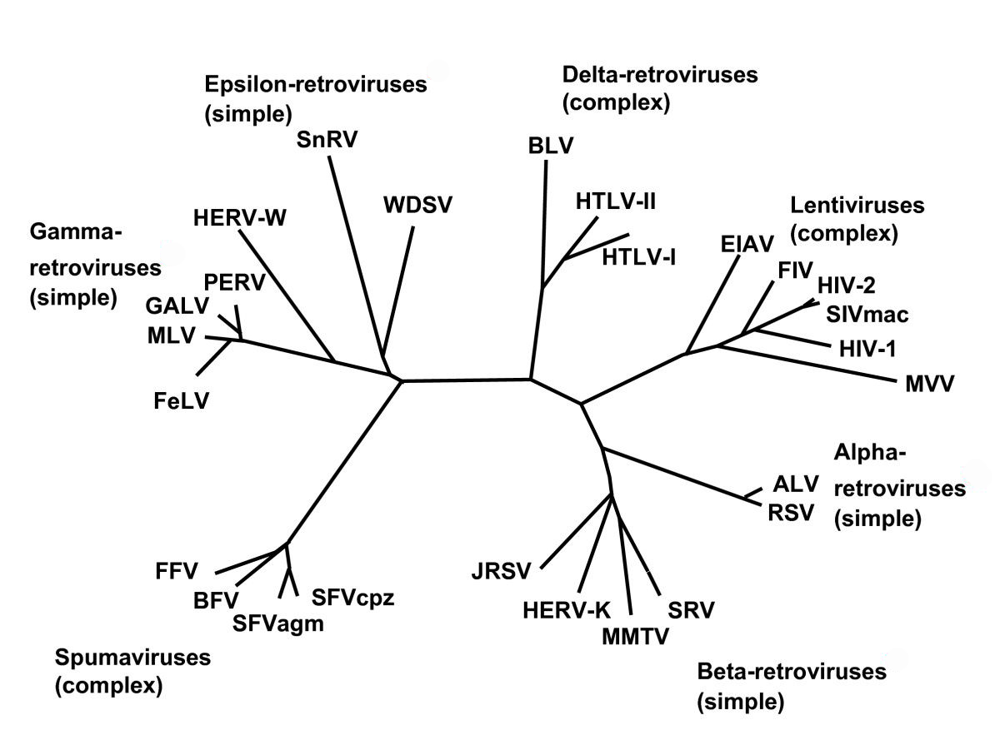 Epsilon-retroviruses
(simple)
SnRV
WDSV
Delta-retroviruses
(complex)
BLV
HTLV-II
HTLV-I
Lentiviruses
(complex)
EIAV
FIV
HIV-2
SIVmac
HIV-1
MVV
Gamma-
retroviruses
(simple)
HERV-W
PERV
GALV
MLV
FeLV
Alpha-
retroviruses
(simple)
ALV
RSV
FFV
BFV
SFVagm
SFVcpz
Spumaviruses
(complex)
JRSV
HERV-K
MMTV
SRV
Beta-retroviruses
(simple)